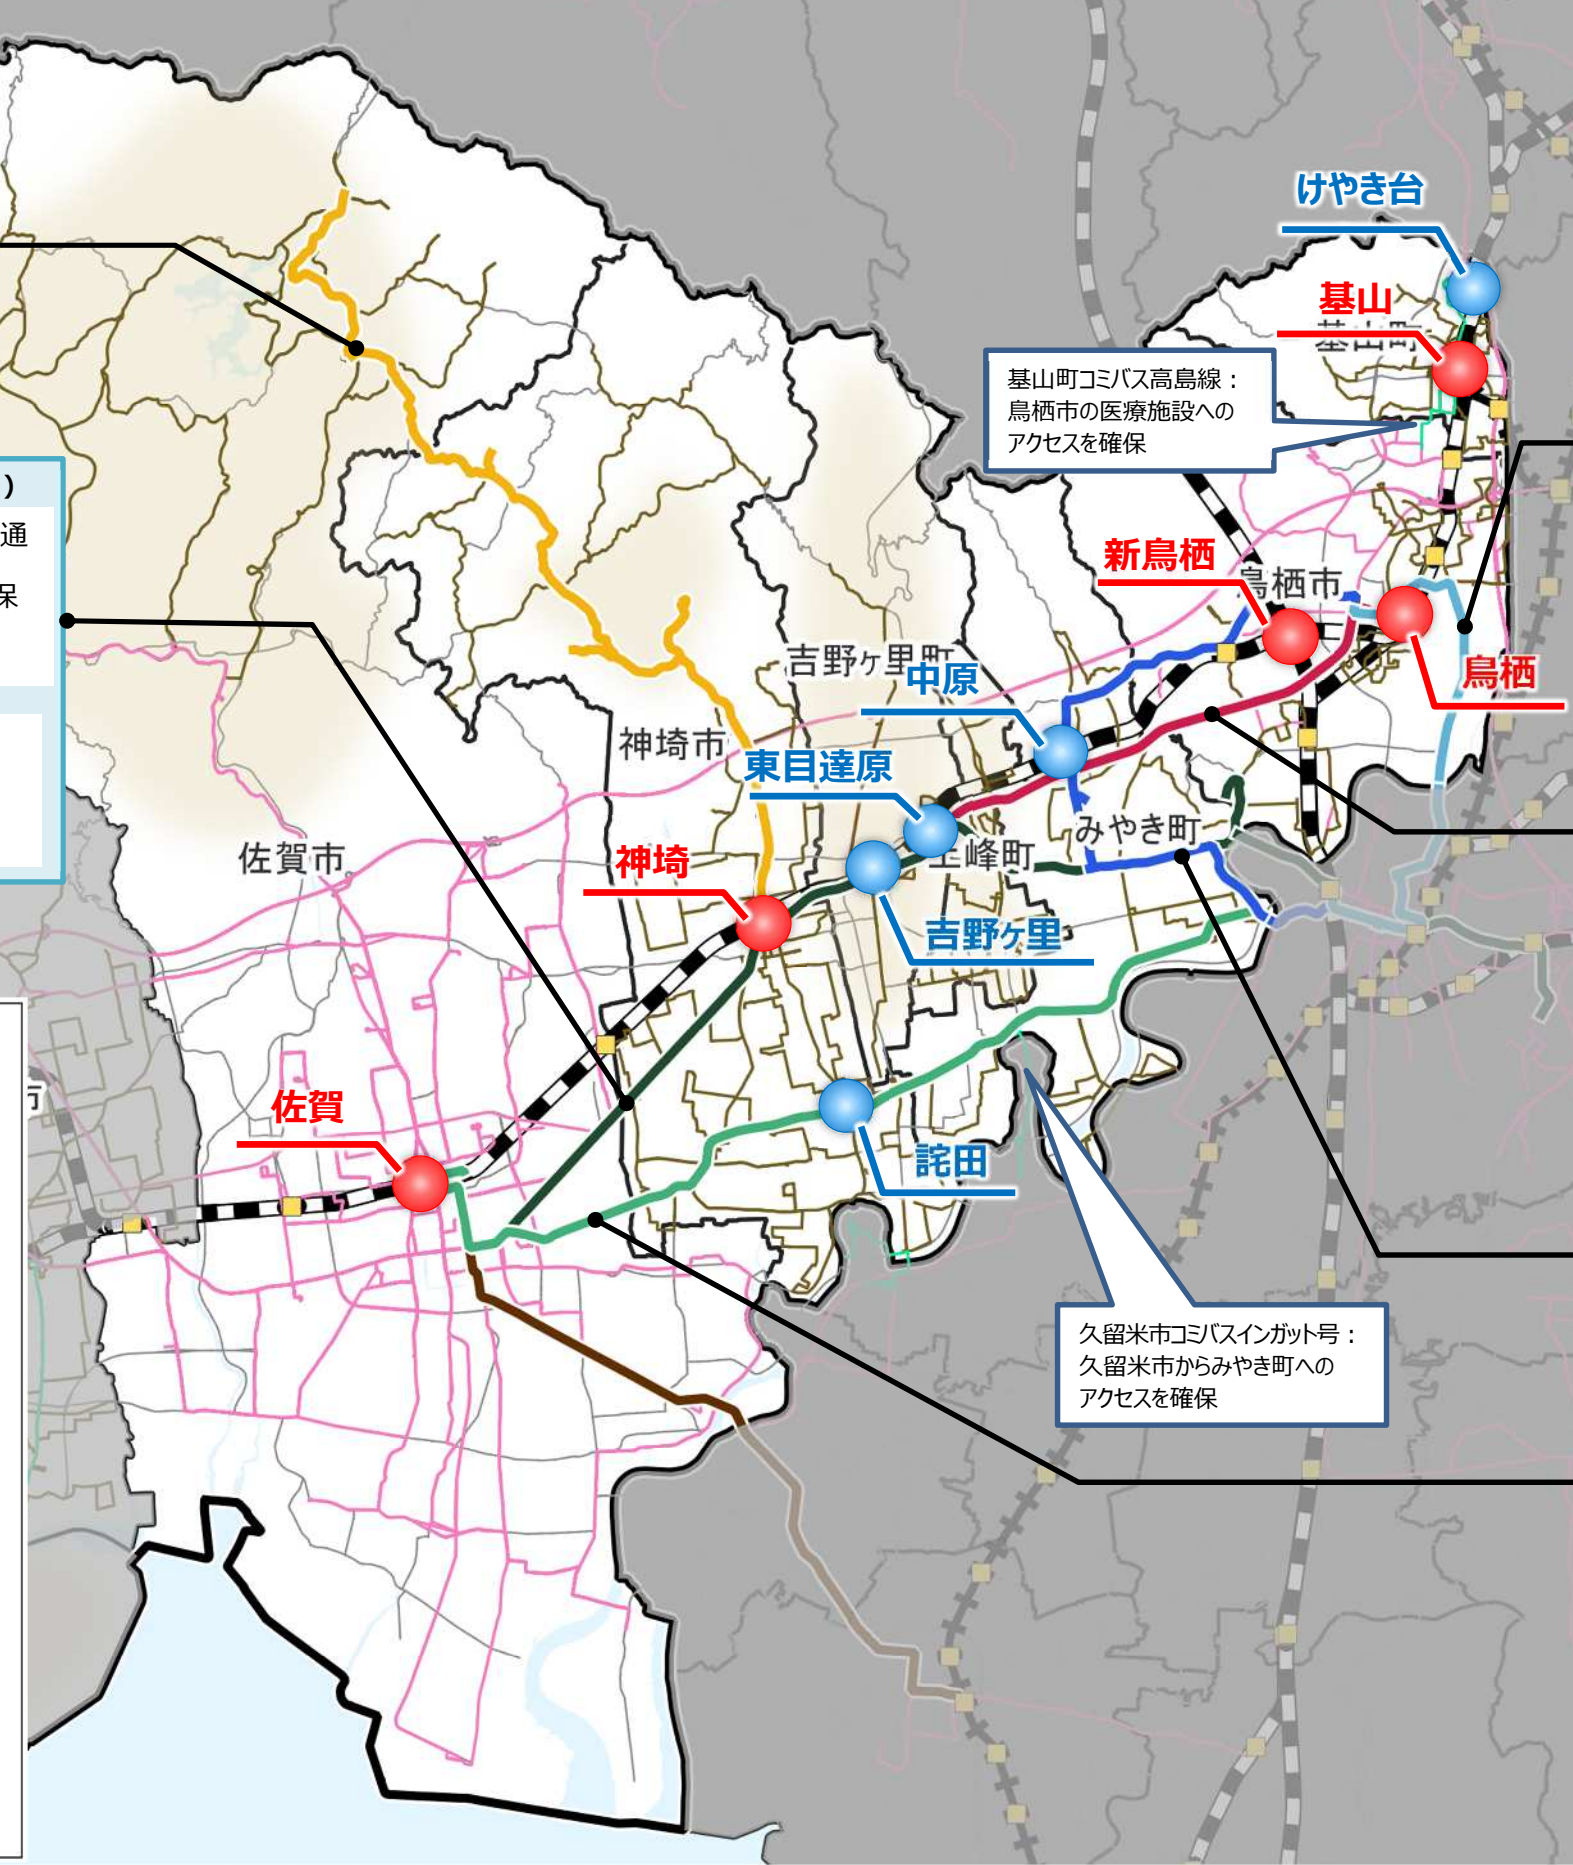 けやき台
基山
基山町
基山町コミバス高島線：
鳥栖市の医療施設への
アクセスを確保
）
通
保
新鳥栖
鳥栖市
鳥栖
吉野ヶ里町
中原
神埼市
東目達原
みやき町
佐賀市
神埼
上峰町
吉野ヶ里
市
佐賀
詫田
久留米市コミバスインガット号：
久留米市からみやき町への
アクセスを確保